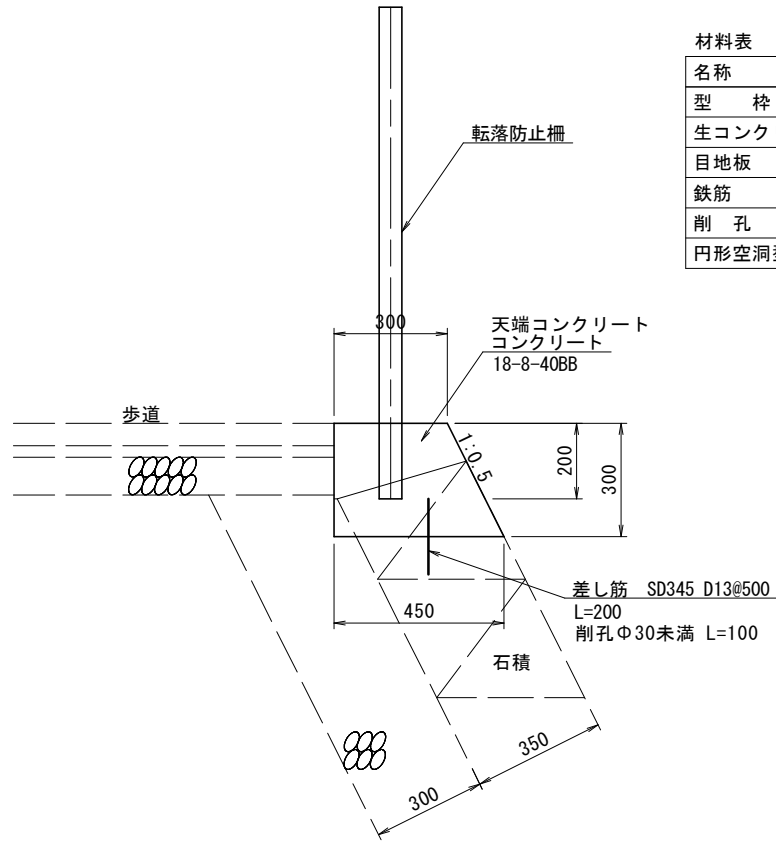 材料表
名称
型　枠
生コンク
目地板
鉄筋
削　孔
円形空洞
転落防止柵
300
天端コンクリート
コンクリート
18-8-40BB
歩道
1:0.5
200
300
差し筋　SD345 D13@500
L=200
削孔Φ30未満 L=100
450
石積
350
300